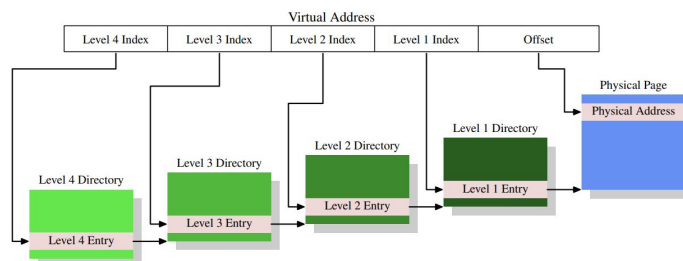 Virtual Address
Level 4 Index
Level 3 Index
Level 2 Index
Level 1 Index
Offset
Physical Page
Physical Address
Level 1 Directory
Level 1 Entry
Level 2 Directory
Level 2 Entry
Level 3 Directory
Level 3 Entry
Level 4 Directory
Level 4 Entry